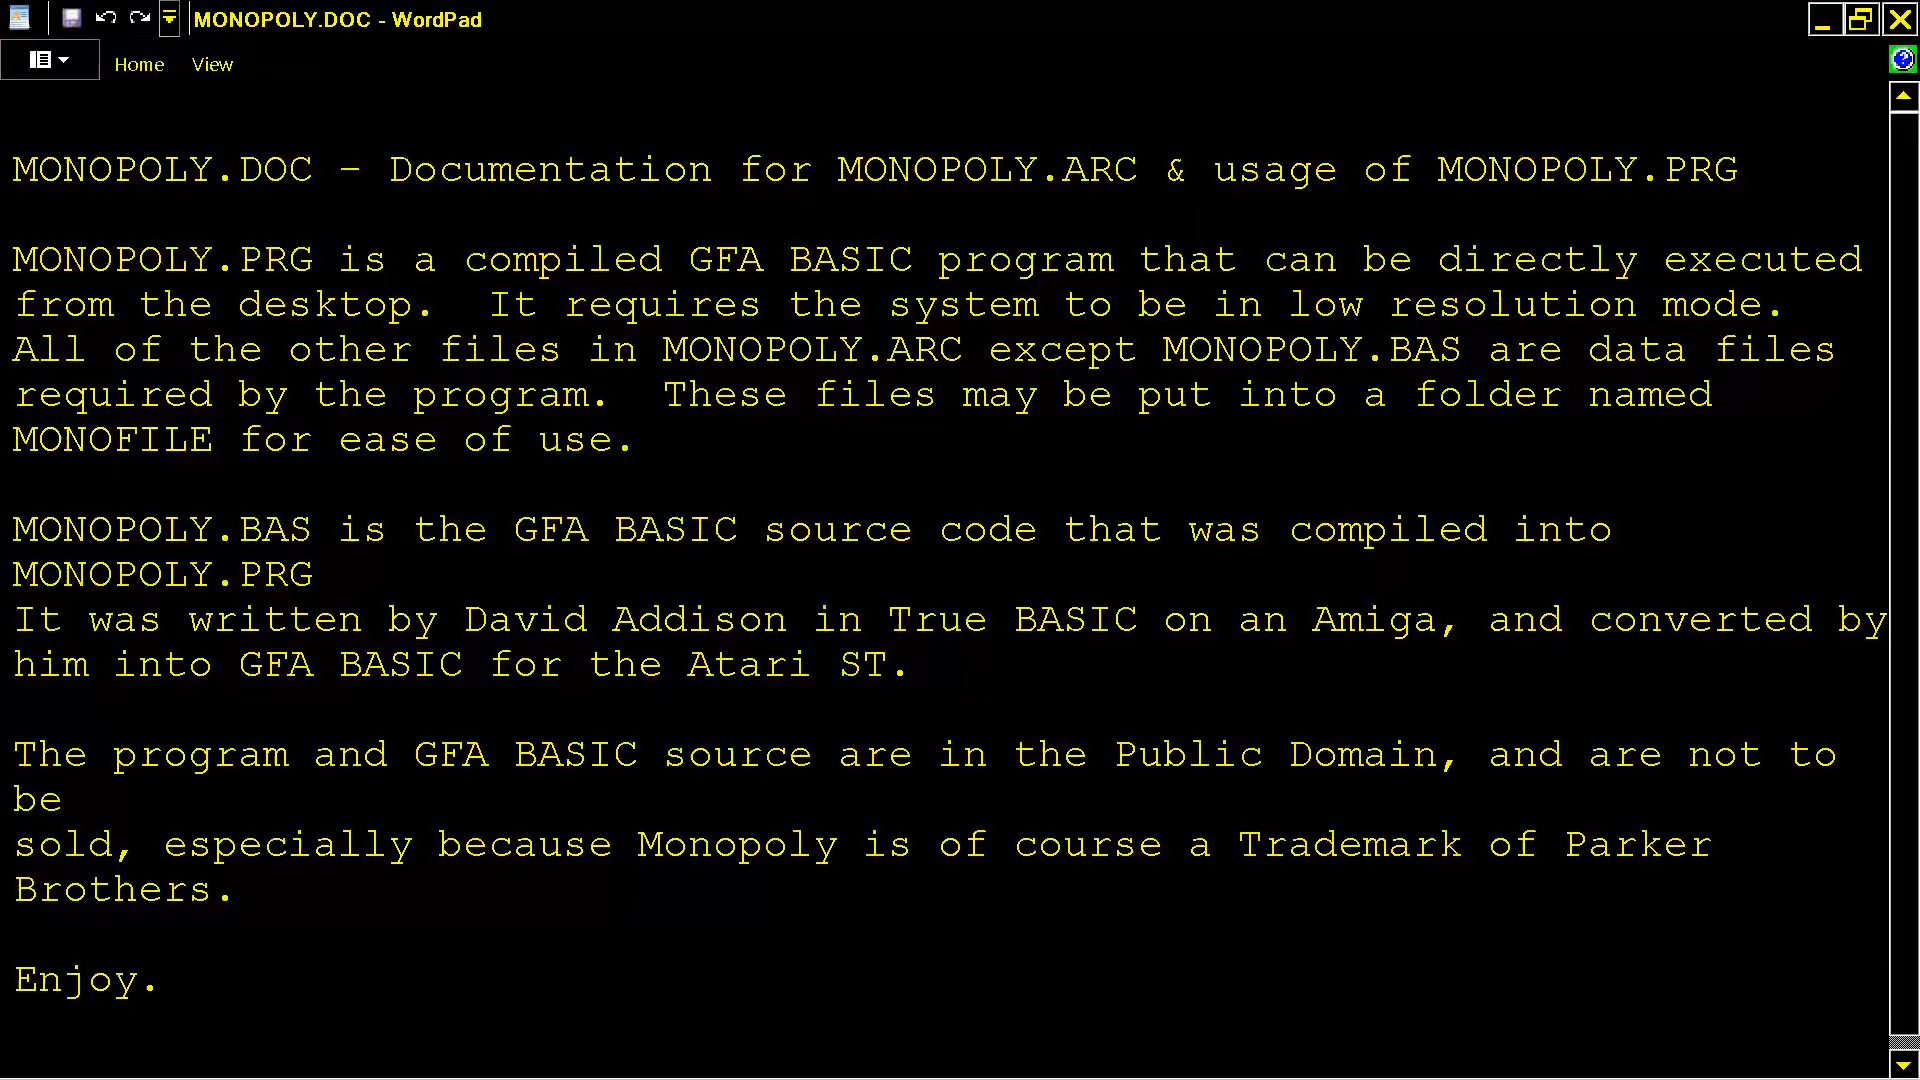 MONOPOLY.DOC - WordPad
Home View
MONOPOLY.DOC - Documentation for MONOPOLY.ARC & usage of MONOPOLY.PRG
MONOPOLY.PRG is a compiled GFA BASIC program that can be directly executed
from the desktop.  It requires the system to be in low resolution mode.
All of the other files in MONOPOLY.ARC except MONOPOLY.BAS are data files
required by the program.  These files may be put into a folder named
MONOFILE for ease of use.
MONOPOLY.BAS is the GFA BASIC source code that was compiled into
MONOPOLY.PRG
It was written by David Addison in True BASIC on an Amiga, and converted by
him into GFA BASIC for the Atari ST.
The program and GFA BASIC source are in the Public Domain, and are not to
be
sold, especially because Monopoly is of course a Trademark of Parker
Brothers.
Enjoy.